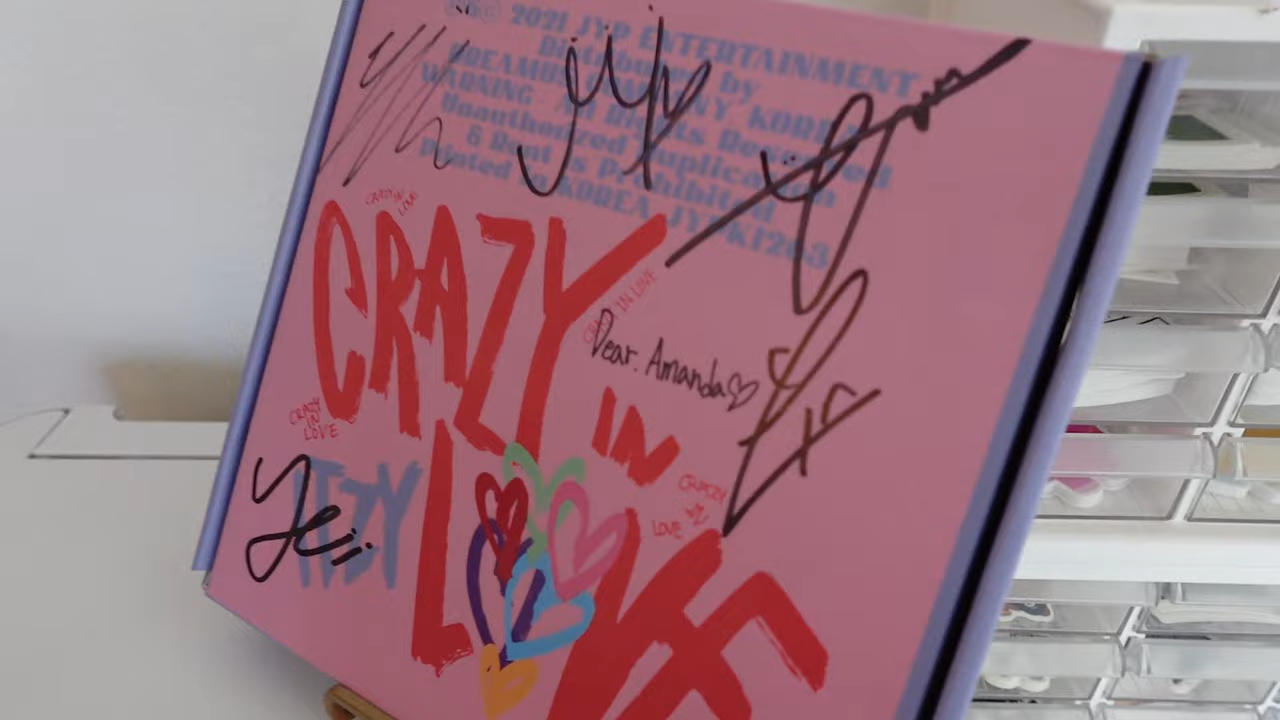 ℗&© 2021 JYP ENTERTAINMENT.
Distributed by
DREAMUS COMPANY, KOREA
WARNING : All Rights Reserved
Unauthorized Duplication
& Rent is Prohibited
Printed in KOREA JYPK1263
CRAZY IN LOVE
CRAZY
CRAZY IN LOVE
Dear. Amanda♡
IN
CRAZY
IN
LOVE
CRAZY
IN
LOVE
ITZY
Yeji
LOVE